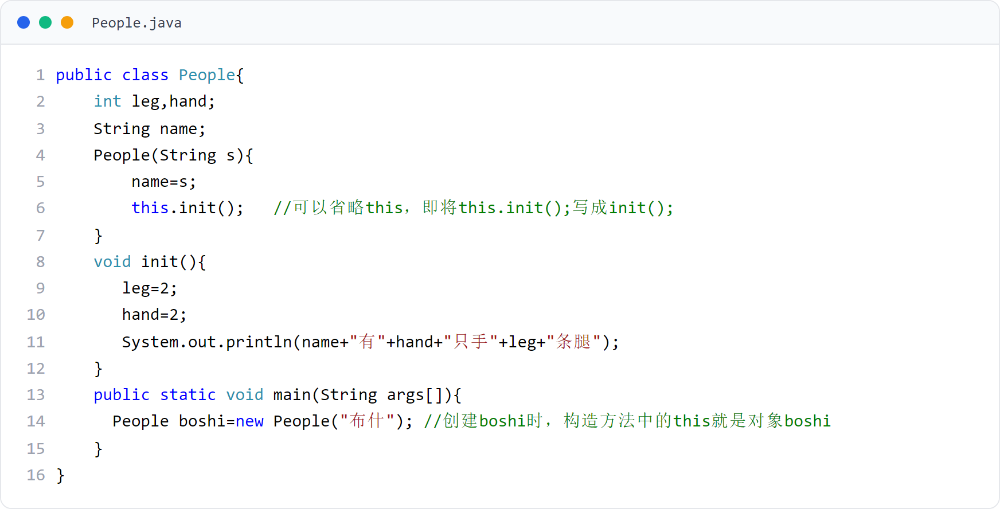 People.java
1 public class People{
2     int leg,hand;
3     String name;
4     People(String s){
5         name=s;
6         this.init();   //可以省略this，即将this.init();写成init();
7     }
8     void init(){
9        leg=2;
10        hand=2;
11        System.out.println(name+"有"+hand+"只手"+leg+"条腿");
12     }
13     public static void main(String args[]){
14       People boshi=new People("布什"); //创建boshi时，构造方法中的this就是对象boshi
15     }
16 }